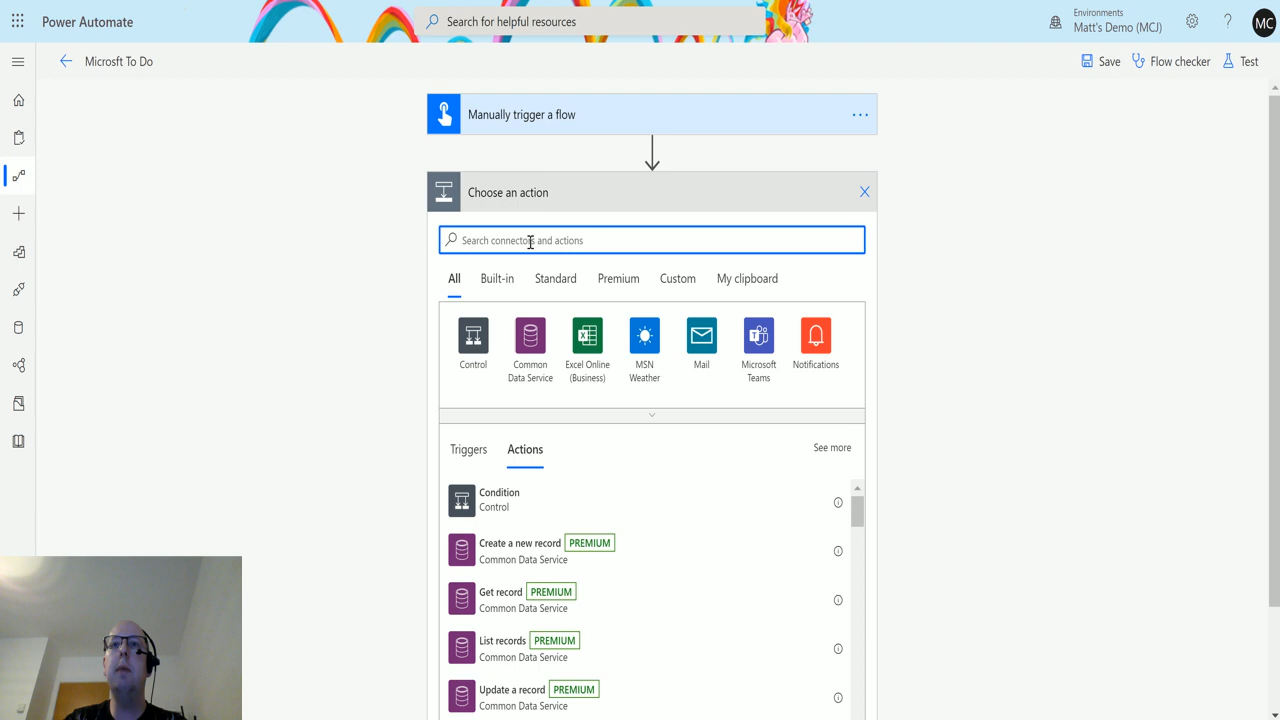 Power Automate
Search for helpful resources
Environments
Matt's Demo (MCJ)
MC
Microsft To Do
Save
Flow checker
Test
Manually trigger a flow
Choose an action
Search connectors and actions
All
Built-in
Standard
Premium
Custom
My clipboard
Control
Common
Data Service
Excel Online
(Business)
MSN
Weather
Mail
Microsoft
Teams
Notifications
Triggers
Actions
See more
Condition
Control
Create a new record PREMIUM
Common Data Service
Get record PREMIUM
Common Data Service
List records PREMIUM
Common Data Service
Update a record PREMIUM
Common Data Service